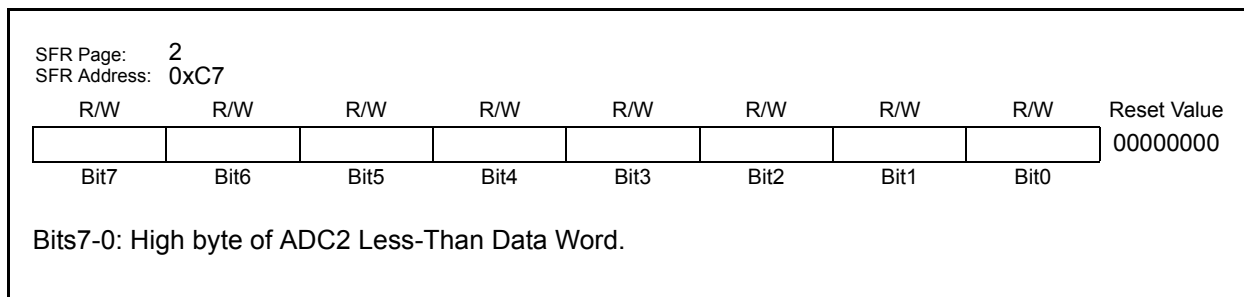 SFR Page: 2
SFR Address: 0xC7
R/W R/W R/W R/W R/W R/W R/W R/W Reset Value
00000000
Bit7 Bit6 Bit5 Bit4 Bit3 Bit2 Bit1 Bit0
Bits7-0: High byte of ADC2 Less-Than Data Word.